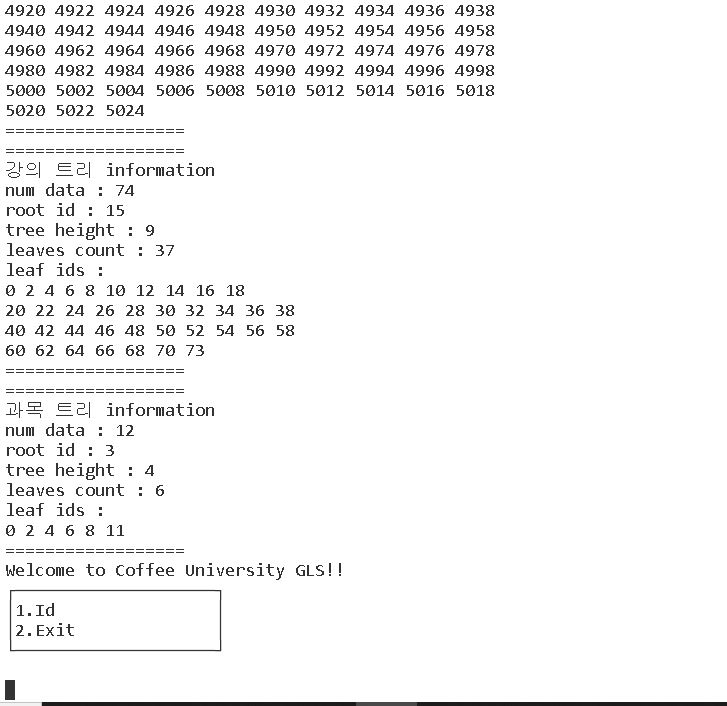 4920 4922 4924 4926 4928 4930 4932 4934 4936 4938
4940 4942 4944 4946 4948 4950 4952 4954 4956 4958
4960 4962 4964 4966 4968 4970 4972 4974 4976 4978
4980 4982 4984 4986 4988 4990 4992 4994 4996 4998
5000 5002 5004 5006 5008 5010 5012 5014 5016 5018
5020 5022 5024
==================
==================
강의 트리 information
num data : 74
root id : 15
tree height : 9
leaves count : 37
leaf ids :
0 2 4 6 8 10 12 14 16 18
20 22 24 26 28 30 32 34 36 38
40 42 44 46 48 50 52 54 56 58
60 62 64 66 68 70 73
==================
==================
과목 트리 information
num data : 12
root id : 3
tree height : 4
leaves count : 6
leaf ids :
0 2 4 6 8 11
==================
Welcome to Coffee University GLS!!
1.Id
2.Exit